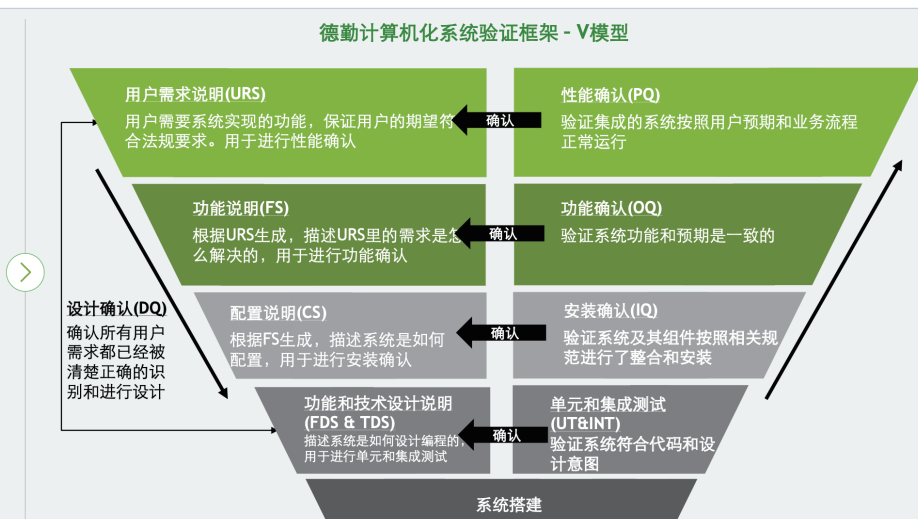 德勤计算机化系统验证框架 - V模型
用户需求说明(URS)
用户需要系统实现的功能，保证用户的期望符
合法规要求。用于进行性能确认
确认
性能确认(PQ)
验证集成的系统按照用户预期和业务流程
正常运行
功能说明(FS)
根据URS生成，描述URS里的需求是怎
么解决的，用于进行功能确认
确认
功能确认(OQ)
验证系统功能和预期是一致的
设计确认(DQ)
确认所有用户
需求都已经被
清楚正确的识
别和进行设计
配置说明(CS)
根据FS生成，描述系统是如何
配置，用于进行安装确认
确认
安装确认(IQ)
验证系统及其组件按照相关规
范进行了整合和安装
功能和技术设计说明
(FDS & TDS)
描述系统是如何设计编程的，
用于进行单元和集成测试
确认
单元和集成测试
(UT&INT)
验证系统符合代码和设
计意图
系统搭建